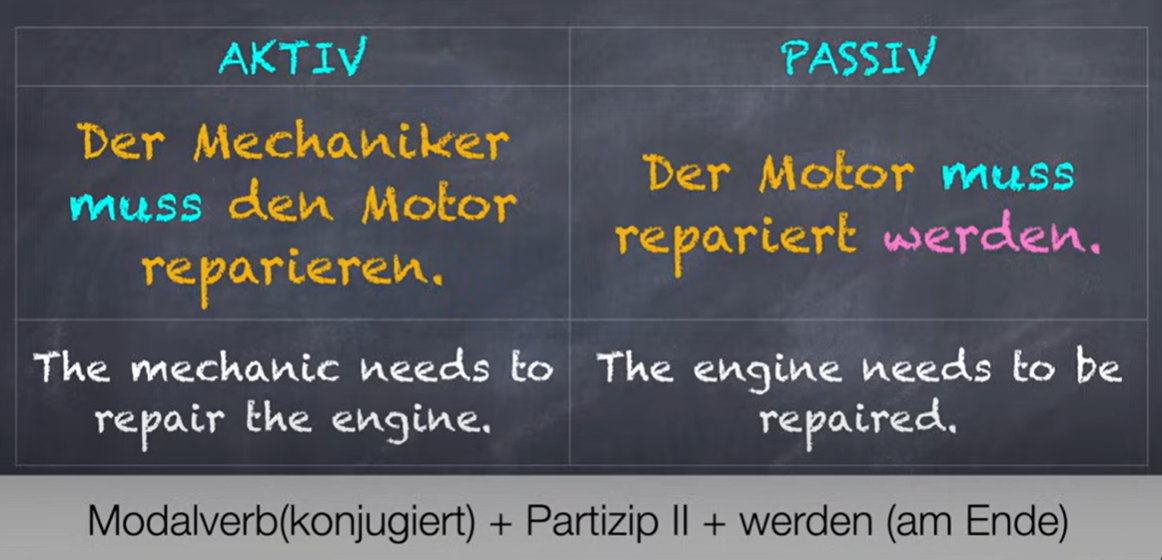 AKTIV
PASSIV
Der Mechaniker
muss den Motor
reparieren.
Der Motor muss
repariert werden.
The mechanic needs to
repair the engine.
The engine needs to be
repaired.
Modalverb(konjugiert) + Partizip II + werden (am Ende)